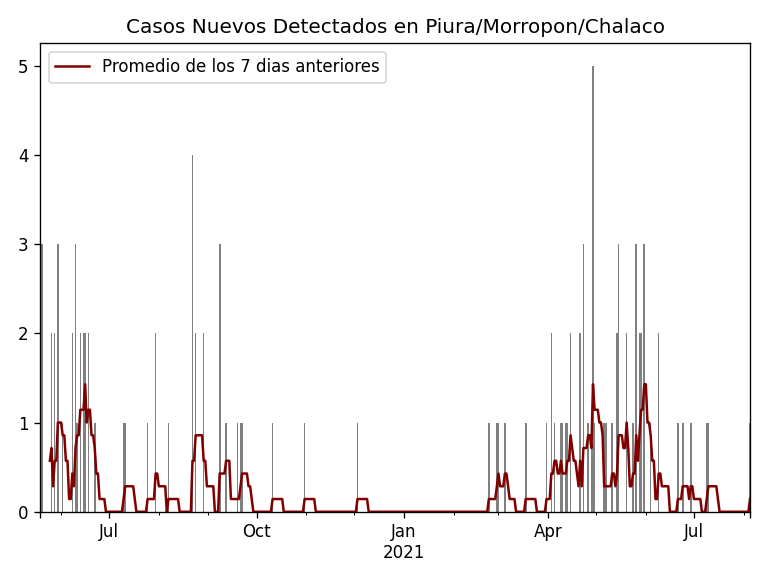 Casos Nuevos Detectados en Piura/Morropon/Chalaco
Promedio de los 7 dias anteriores
5
4
3
2
1
0
Jul Oct Jan Apr Jul
2021